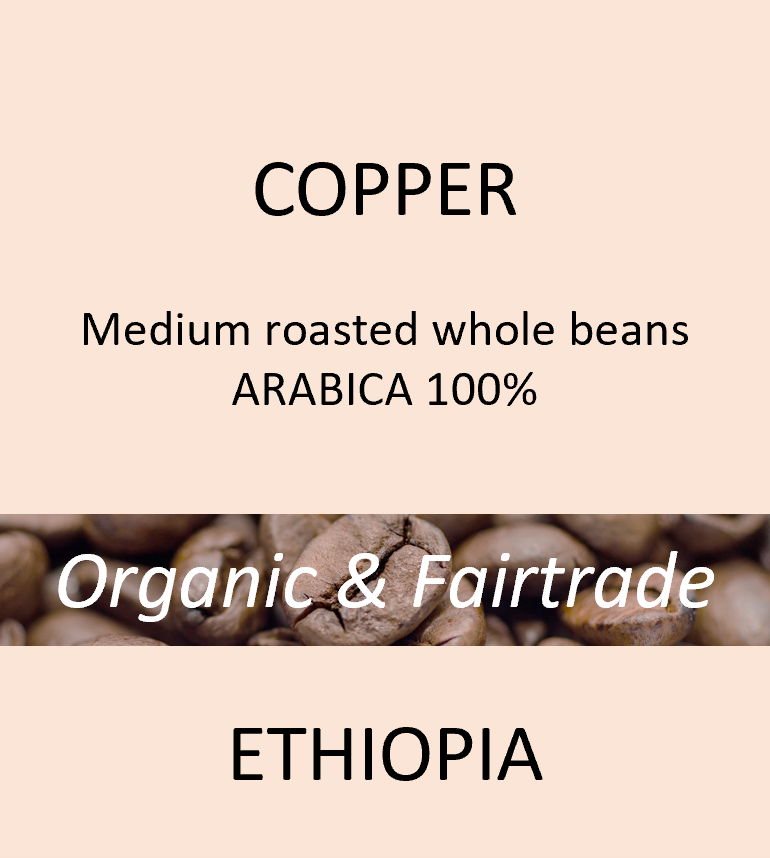 COPPER
Medium roasted whole beans
ARABICA 100%
Organic & Fairtrade
ETHIOPIA